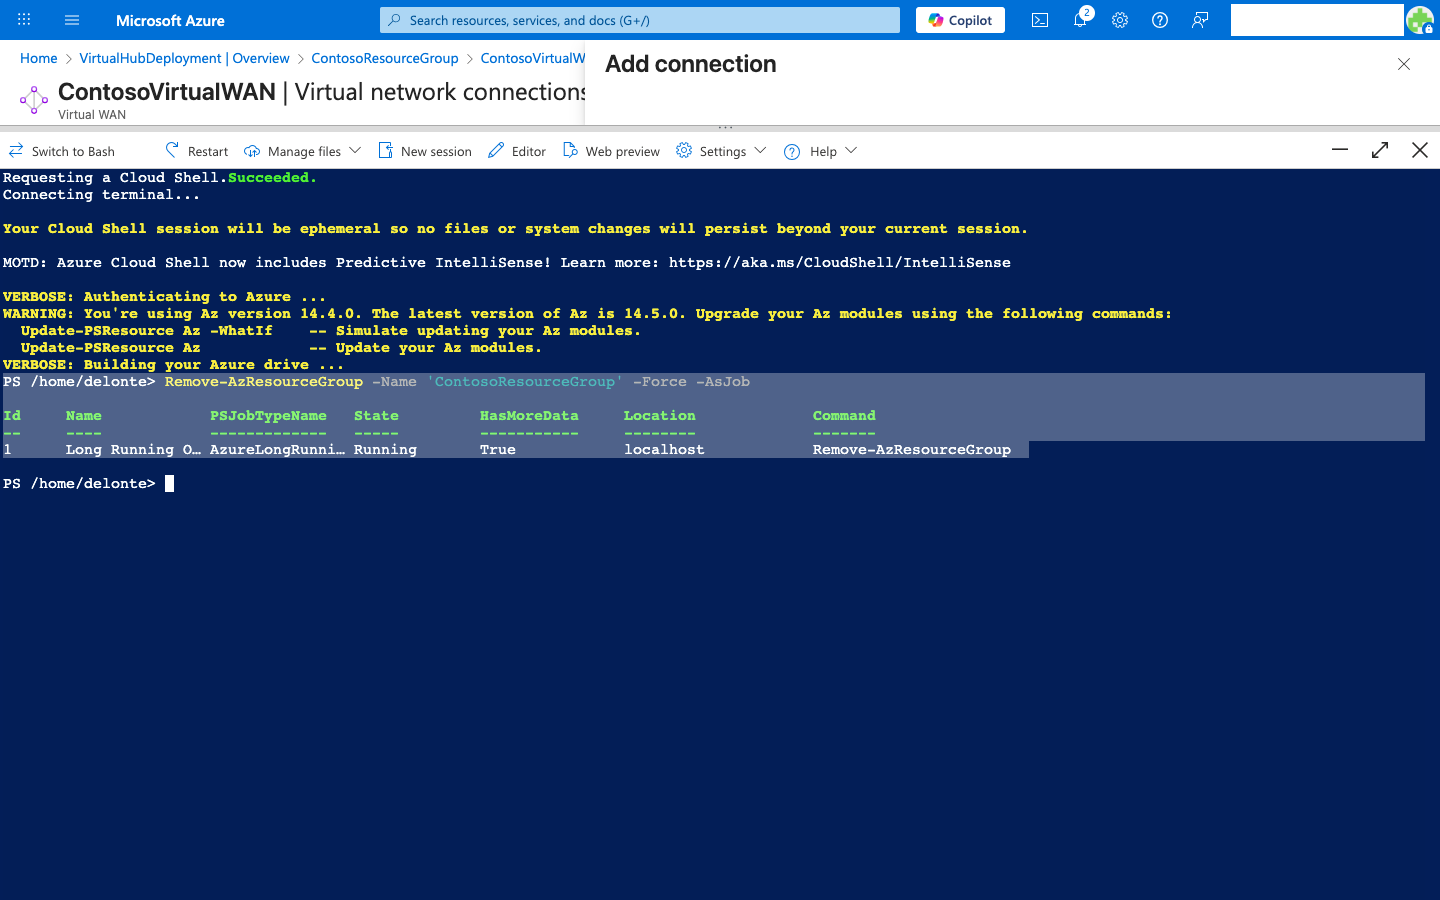 Microsoft Azure
Search resources, services, and docs (G+/)
Copilot
2
Home > VirtualHubDeployment | Overview > ContosoResourceGroup > ContosoVirtualW
ContosoVirtualWAN | Virtual network connections
Virtual WAN
Add connection
Switch to Bash Restart Manage files New session Editor Web preview Settings Help
Requesting a Cloud Shell.Succeeded.
Connecting terminal...
Your Cloud Shell session will be ephemeral so no files or system changes will persist beyond your current session.
MOTD: Azure Cloud Shell now includes Predictive IntelliSense! Learn more: https://aka.ms/CloudShell/IntelliSense
VERBOSE: Authenticating to Azure ...
WARNING: You're using Az version 14.4.0. The latest version of Az is 14.5.0. Upgrade your Az modules using the following commands:
Update-PSResource Az -WhatIf -- Simulate updating your Az modules.
Update-PSResource Az -- Update your Az modules.
VERBOSE: Building your Azure drive ...
PS /home/delonte> Remove-AzResourceGroup -Name 'ContosoResourceGroup' -Force -AsJob
Id Name PSJobTypeName State HasMoreData Location Command
-- ---- ------------- ----- ----------- -------- -------
1 Long Running O… AzureLongRunni… Running True localhost Remove-AzResourceGroup
PS /home/delonte>